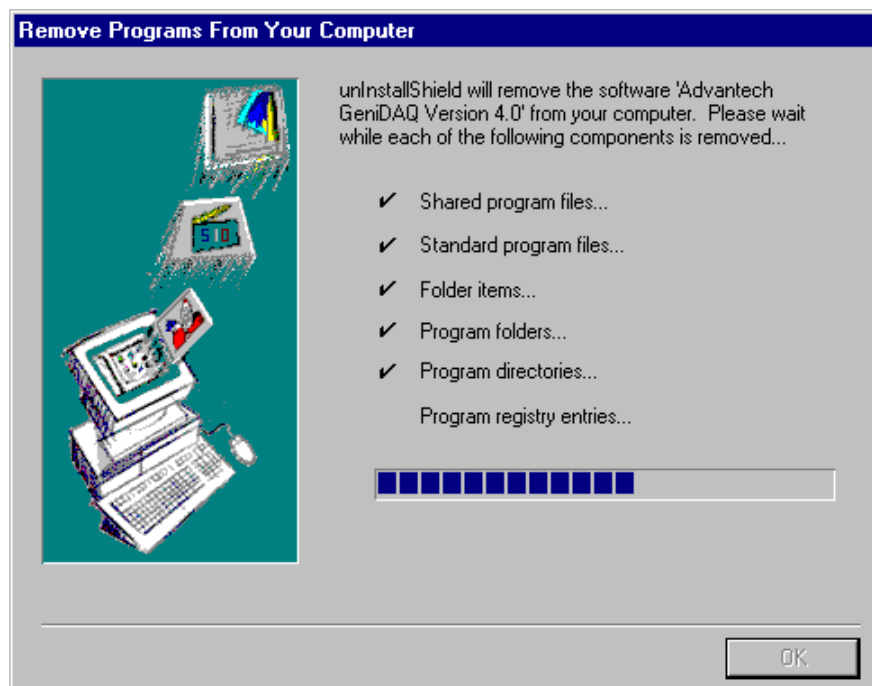 Remove Programs From Your Computer
unInstallShield will remove the software 'Advantech
GeniDAQ Version 4.0' from your computer.  Please wait
while each of the following components is removed...
Shared program files...
Standard program files...
Folder items...
Program folders...
Program directories...
Program registry entries...
OK